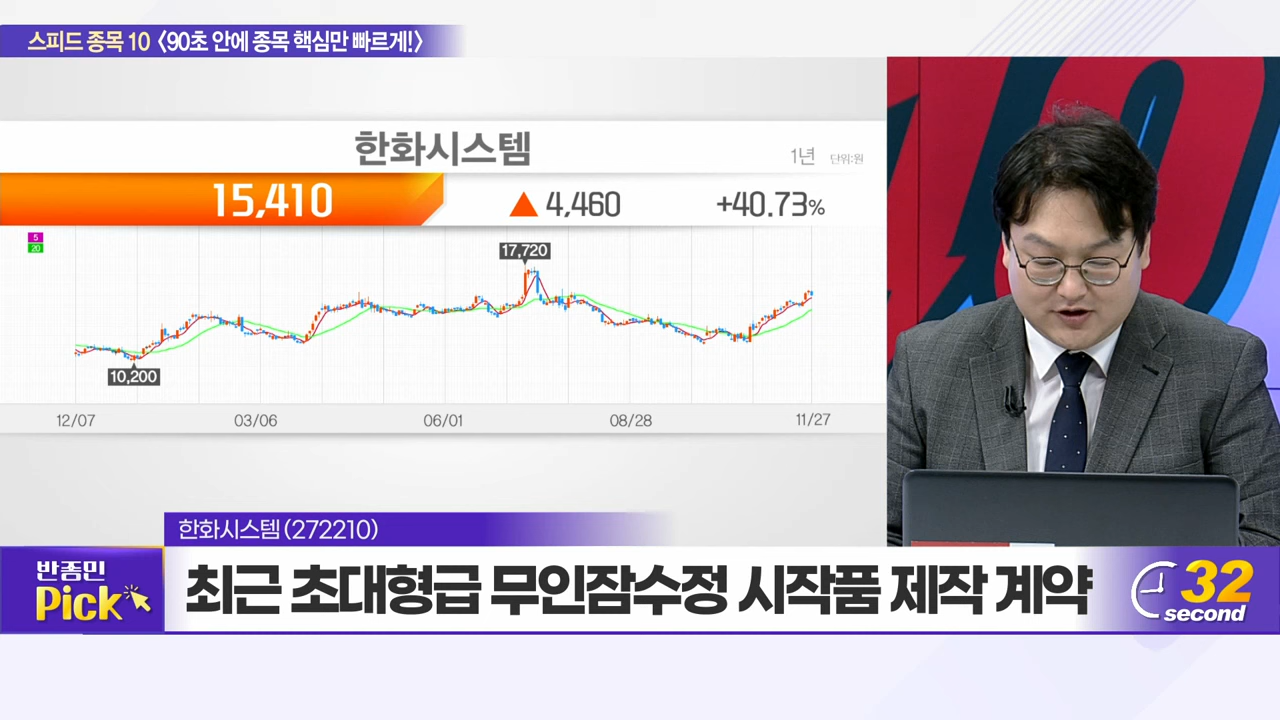 스피드 종목 10 <90초 안에 종목 핵심만 빠르게!>
한화시스템
1년 단위:원
15,410 ▲ 4,460 +40.73%
5
20
17,720
10,200
12/07 03/06 06/01 08/28 11/27
한화시스템(272210)
반종민
Pick
최근 초대형급 무인잠수정 시작품 제작 계약
32
second